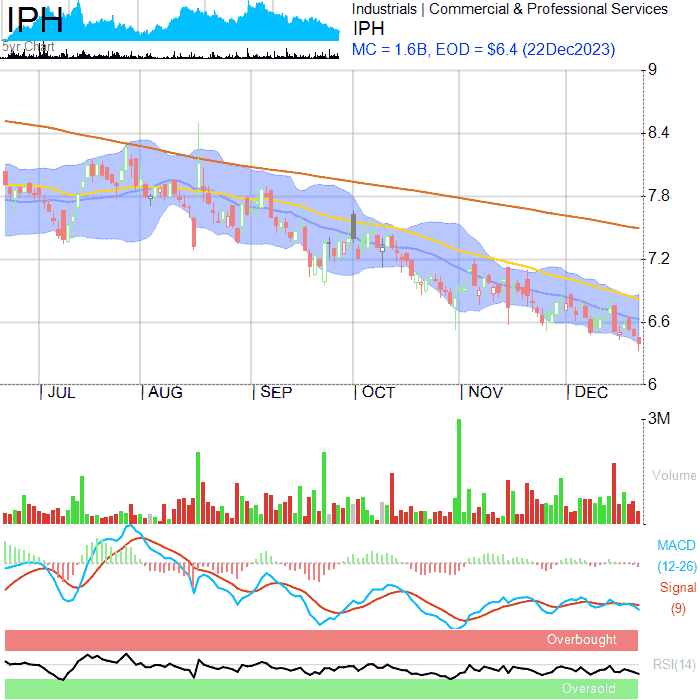 IPH
5yr Chart
Industrials | Commercial & Professional Services
IPH
MC = 1.6B, EOD = $6.4 (22Dec2023)
9
8.4
7.8
7.2
6.6
6
| JUL | AUG | SEP | OCT | NOV | DEC
3M
Volume
MACD
(12-26)
Signal
(9)
Overbought
RSI(14)
Oversold